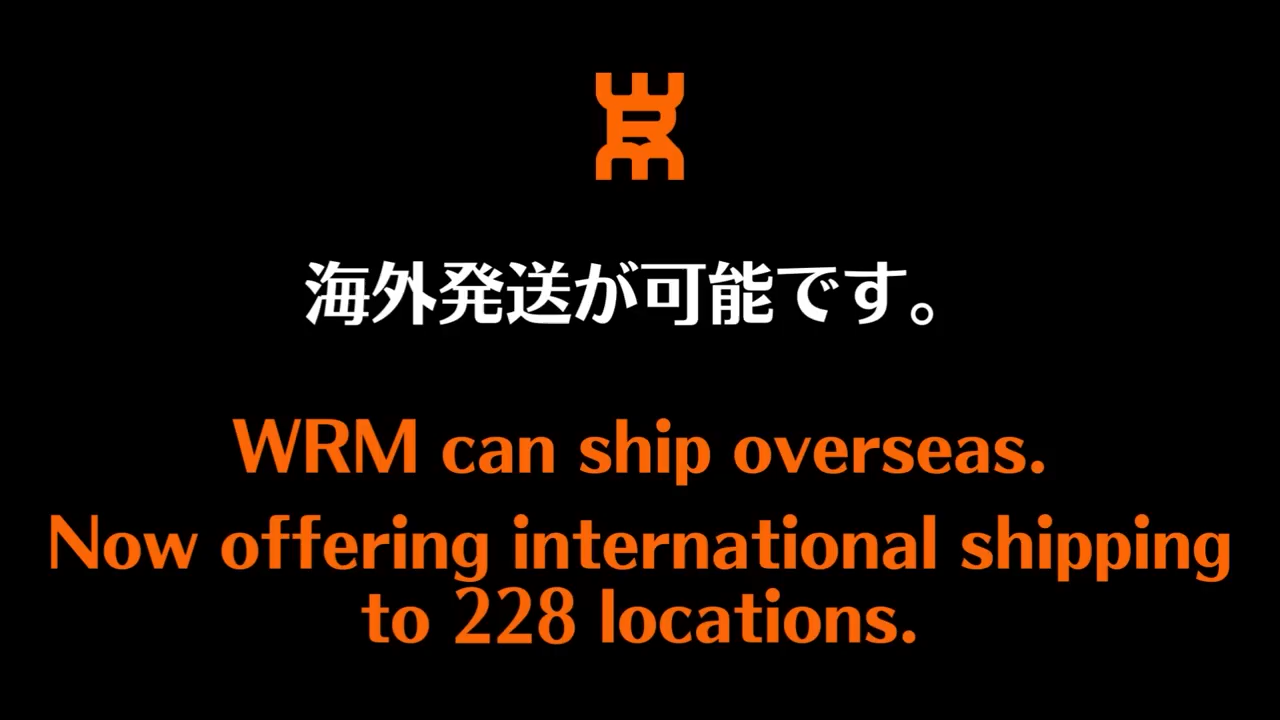 海外発送が可能です。
WRM can ship overseas.
Now offering international shipping
to 228 locations.